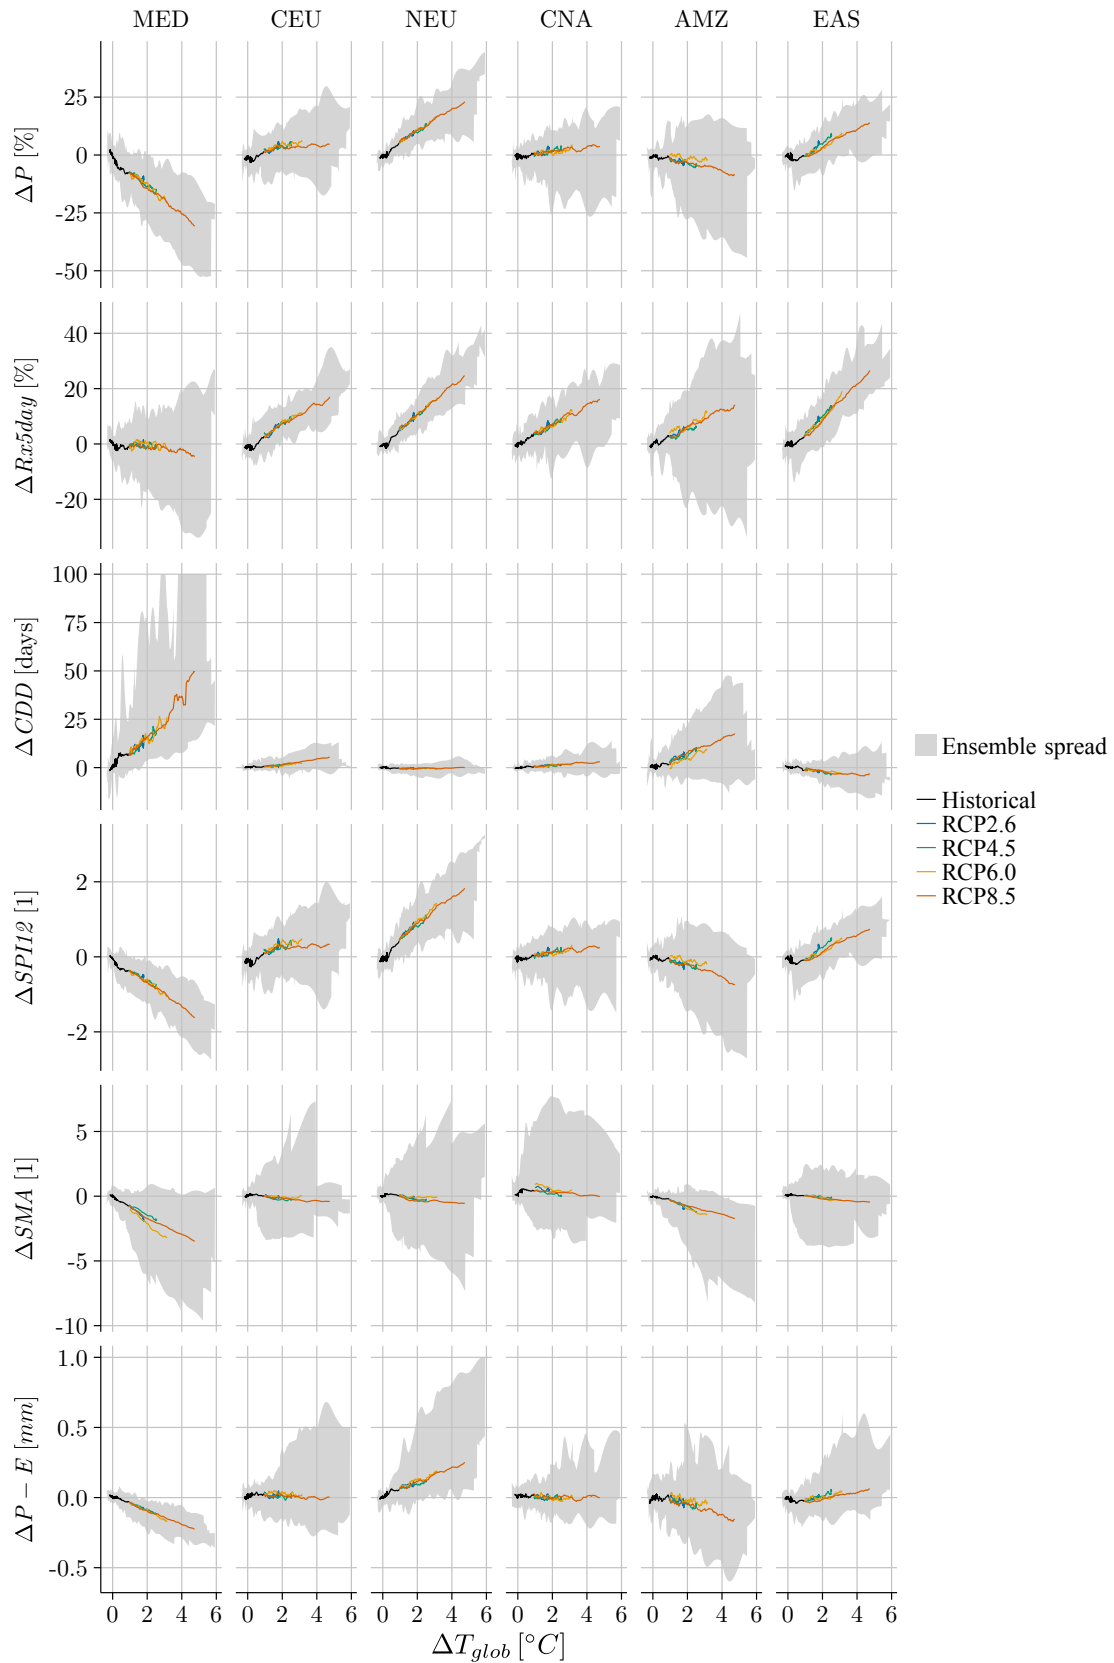 MED CEU NEU CNA AMZ EAS
ΔP [%]
25
0
-25
-50
ΔRx5day [%]
40
20
0
-20
ΔCDD [days]
100
75
50
25
0
ΔSPI12 [1]
2
0
-2
ΔSMA [1]
5
0
-5
-10
ΔP − E [mm]
1.0
0.5
0.0
-0.5
0 2 4 6 0 2 4 6 0 2 4 6 0 2 4 6 0 2 4 6 0 2 4 6
ΔT_glob [°C]
Ensemble spread
Historical
RCP2.6
RCP4.5
RCP6.0
RCP8.5